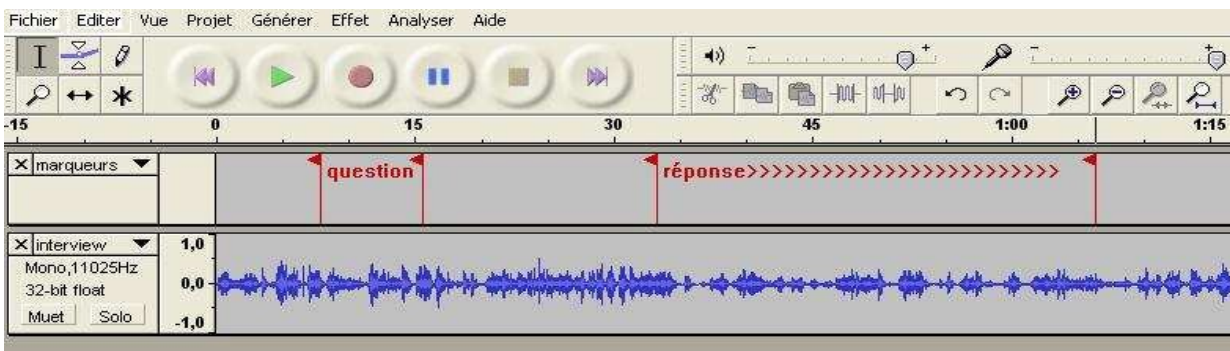 Fichier Editer Vue Projet Générer Effet Analyser Aide
-15 0 15 30 45 1:00 1:15
marqueurs
question réponse>>>>>>>>>>>>>>>>>>>>>>>>>
interview 1,0
Mono,11025Hz
32-bit float 0,0
Muet Solo
-1,0